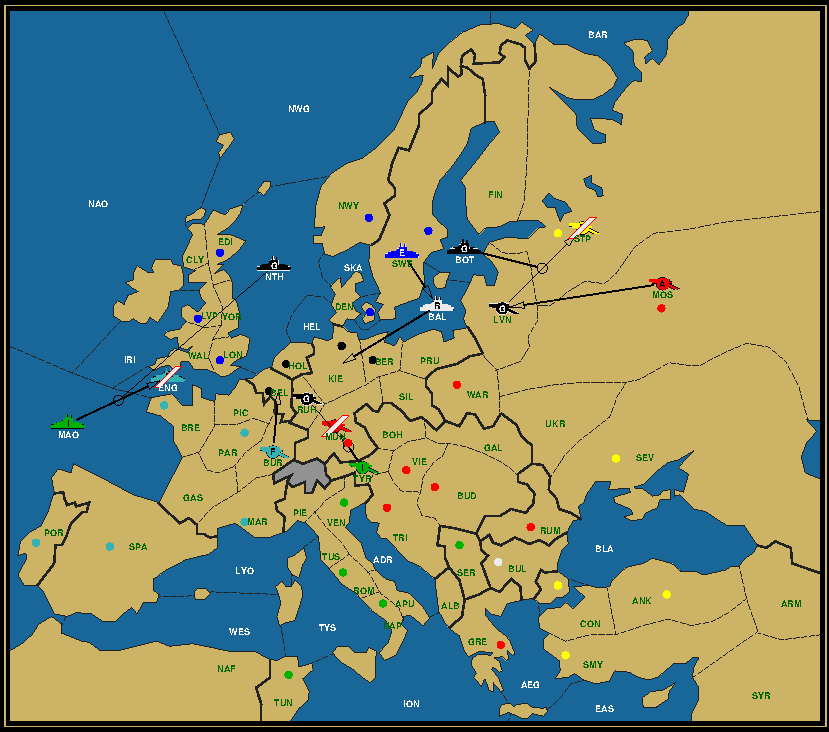 BAR
NWG
NAO
FIN
NWY
EDI
STP
CLY
SKA
SWE
E
G
BOT
G
NTH
A
MOS
DEN
R
BAL
G
LVN
LVP
YOR
HEL
IRI
WAL
LON
HOL
KIE
BER
PRU
ENG
BEL
G
RUH
SIL
WAR
PIC
I
MAO
BRE
MUN
BOH
UKR
PAR
F
BUR
GAL
VIE
I
TYR
SEV
GAS
BUD
MAR
PIE
VEN
POR
SPA
TRI
RUM
BLA
TUS
ADR
LYO
SER
BUL
ROM
ANK
ARM
APU
ALB
NAP
CON
WES
TYS
GRE
NAF
SMY
AEG
TUN
ION
EAS
SYR